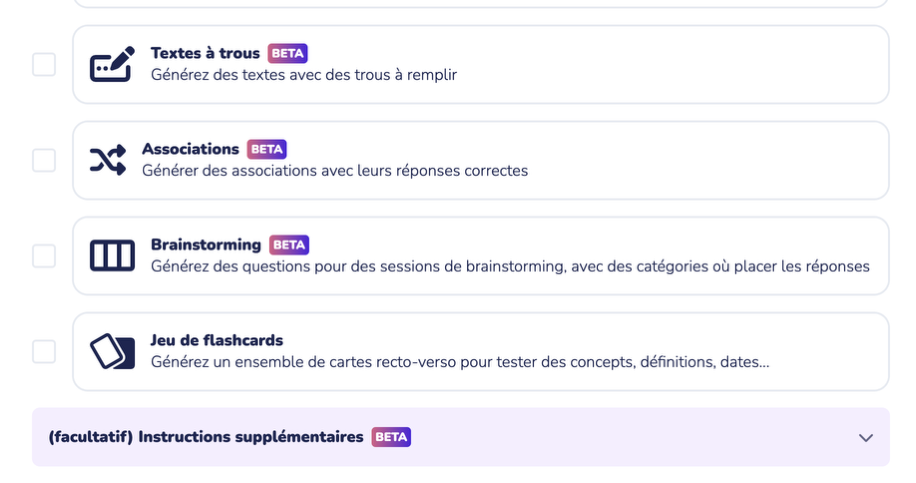 Textes à trous BETA
Générez des textes avec des trous à remplir
Associations BETA
Générer des associations avec leurs réponses correctes
Brainstorming BETA
Générez des questions pour des sessions de brainstorming, avec des catégories où placer les réponses
Jeu de flashcards
Générez un ensemble de cartes recto-verso pour tester des concepts, définitions, dates...
(facultatif) Instructions supplémentaires BETA